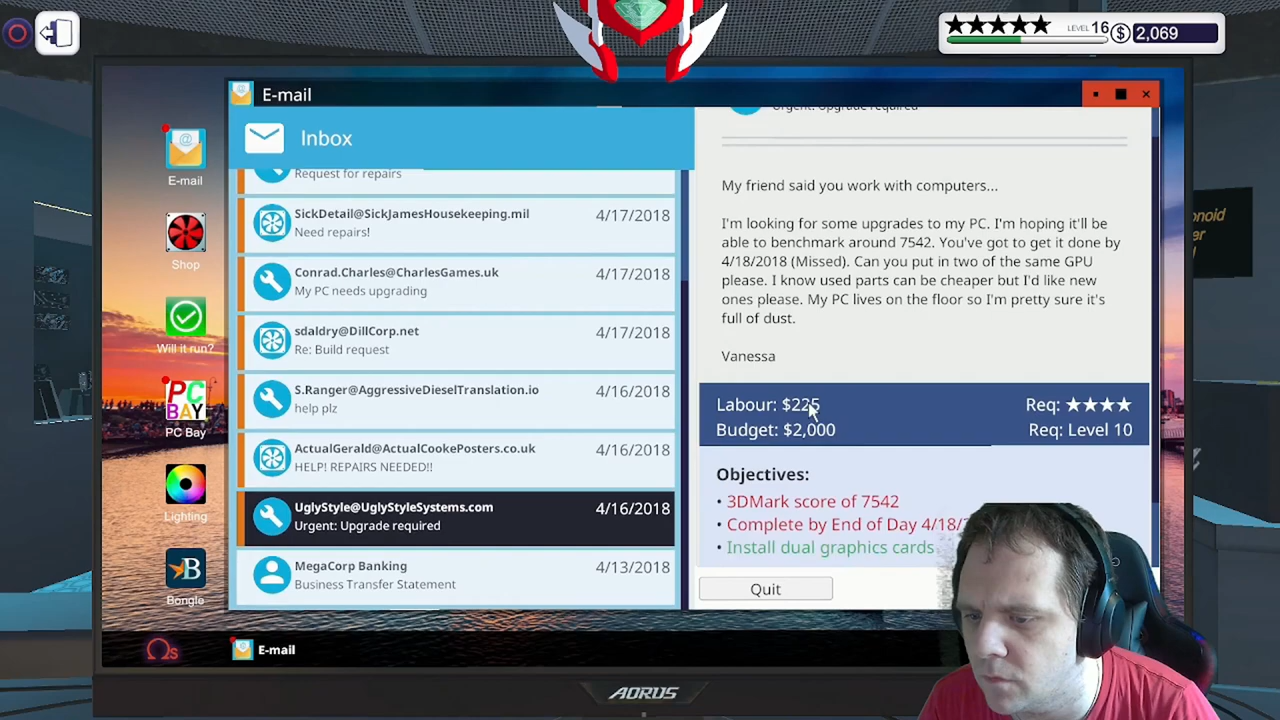 LEVEL 16 $ 2,069
E-mail
Inbox
Request for repairs
SickDetail@SickJamesHousekeeping.mil 4/17/2018
Need repairs!
Conrad.Charles@CharlesGames.uk 4/17/2018
My PC needs upgrading
sdaldry@DillCorp.net 4/17/2018
Re: Build request
S.Ranger@AggressiveDieselTranslation.io 4/16/2018
help plz
ActualGerald@ActualCookePosters.co.uk 4/16/2018
HELP! REPAIRS NEEDED!!
UglyStyle@UglyStyleSystems.com 4/16/2018
Urgent: Upgrade required
MegaCorp Banking 4/13/2018
Business Transfer Statement
Urgent: Upgrade required
My friend said you work with computers...
I'm looking for some upgrades to my PC. I'm hoping it'll be
able to benchmark around 7542. You've got to get it done by
4/18/2018 (Missed). Can you put in two of the same GPU
please. I know used parts can be cheaper but I'd like new
ones please. My PC lives on the floor so I'm pretty sure it's
full of dust.
Vanessa
Labour: $225 Req: ★★★★
Budget: $2,000 Req: Level 10
Objectives:
• 3DMark score of 7542
• Complete by End of Day 4/18/
• Install dual graphics cards
Quit
E-mail
Shop
Will it run?
PC
BAY
PC Bay
Lighting
Bongle
Ωs
E-mail
AORUS